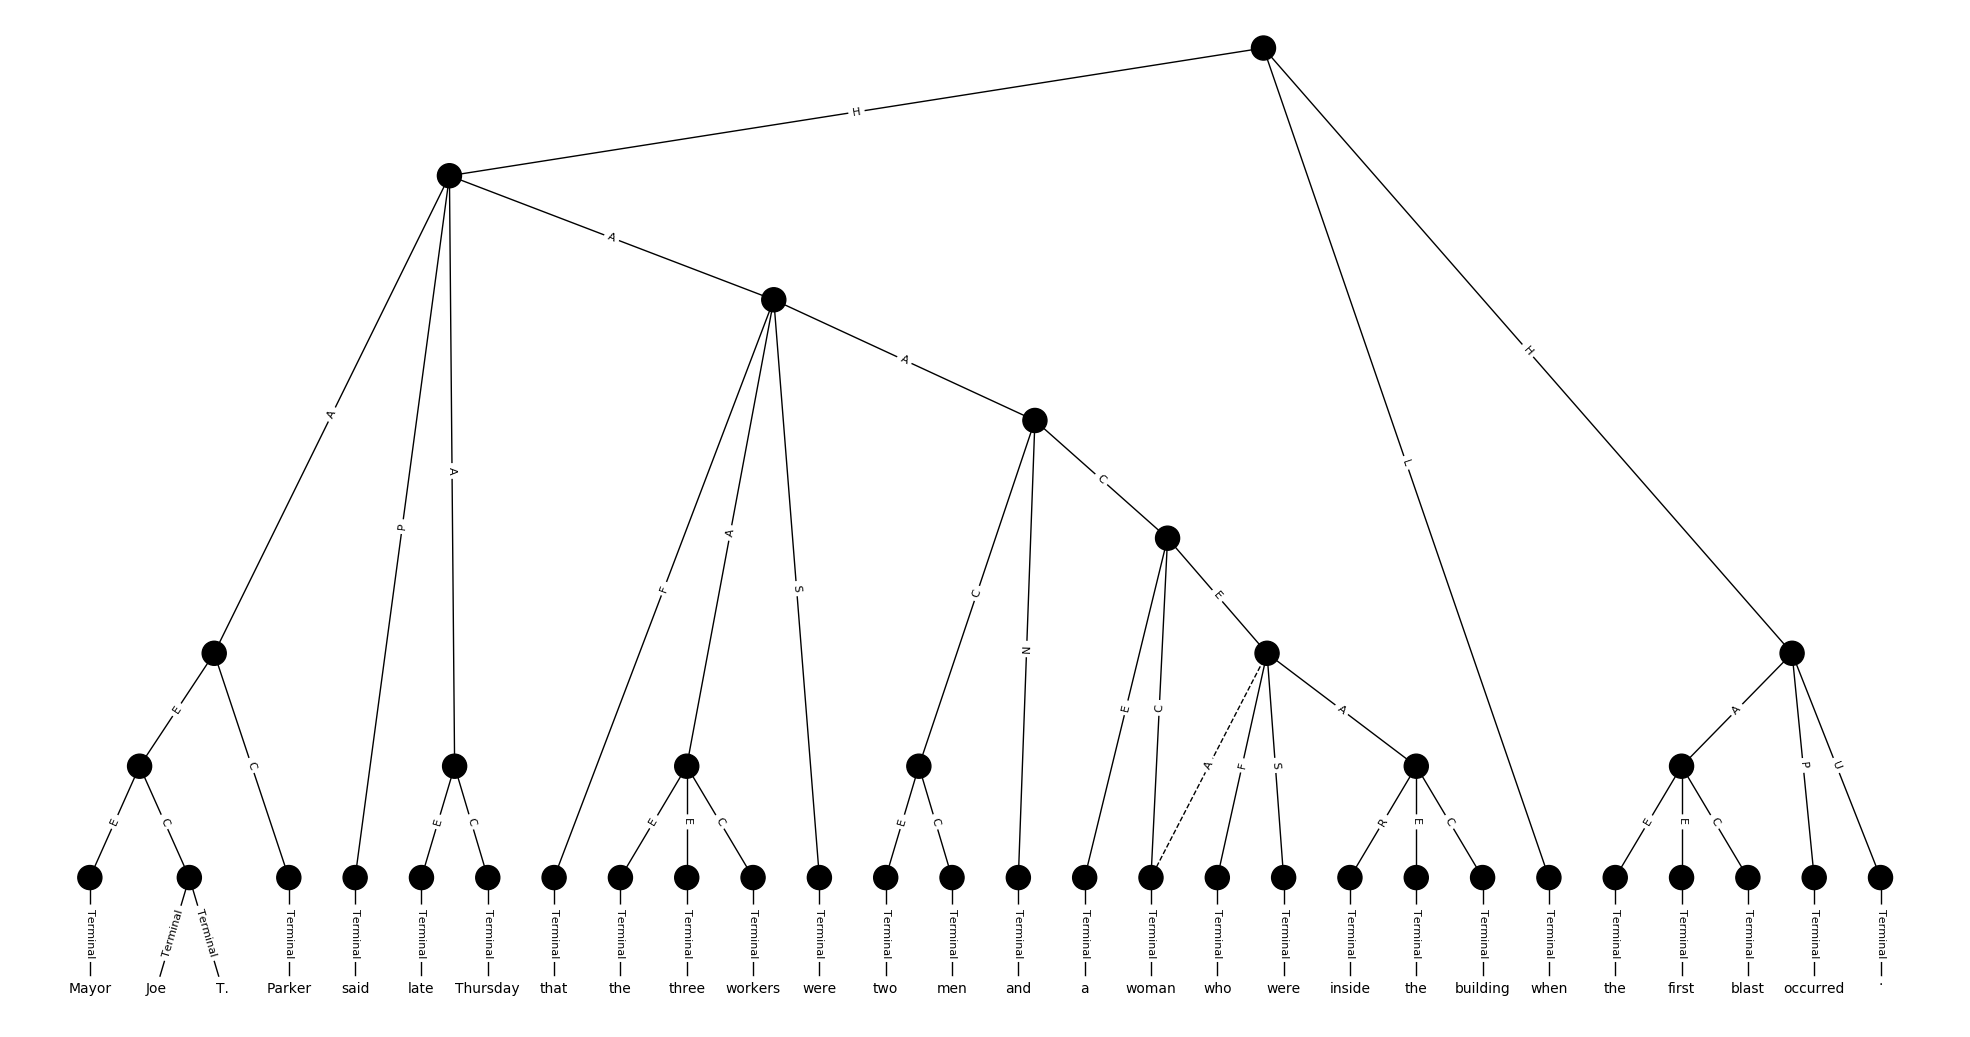 H
A
A
H
A
A
L
C
A
P
A
F
S
C
E
N
E
C
E
C
A
A
E
C
A
F
S
P
U
E
C
E
C
E
E
C
E
C
R
E
C
E
E
C
Terminal Terminal Terminal Terminal Terminal Terminal Terminal Terminal Terminal Terminal Terminal Terminal Terminal Terminal Terminal Terminal Terminal Terminal Terminal Terminal Terminal Terminal Terminal Terminal Terminal Terminal Terminal Terminal
Mayor Joe T. Parker said late Thursday that the three workers were two men and a woman who were inside the building when the first blast occurred .